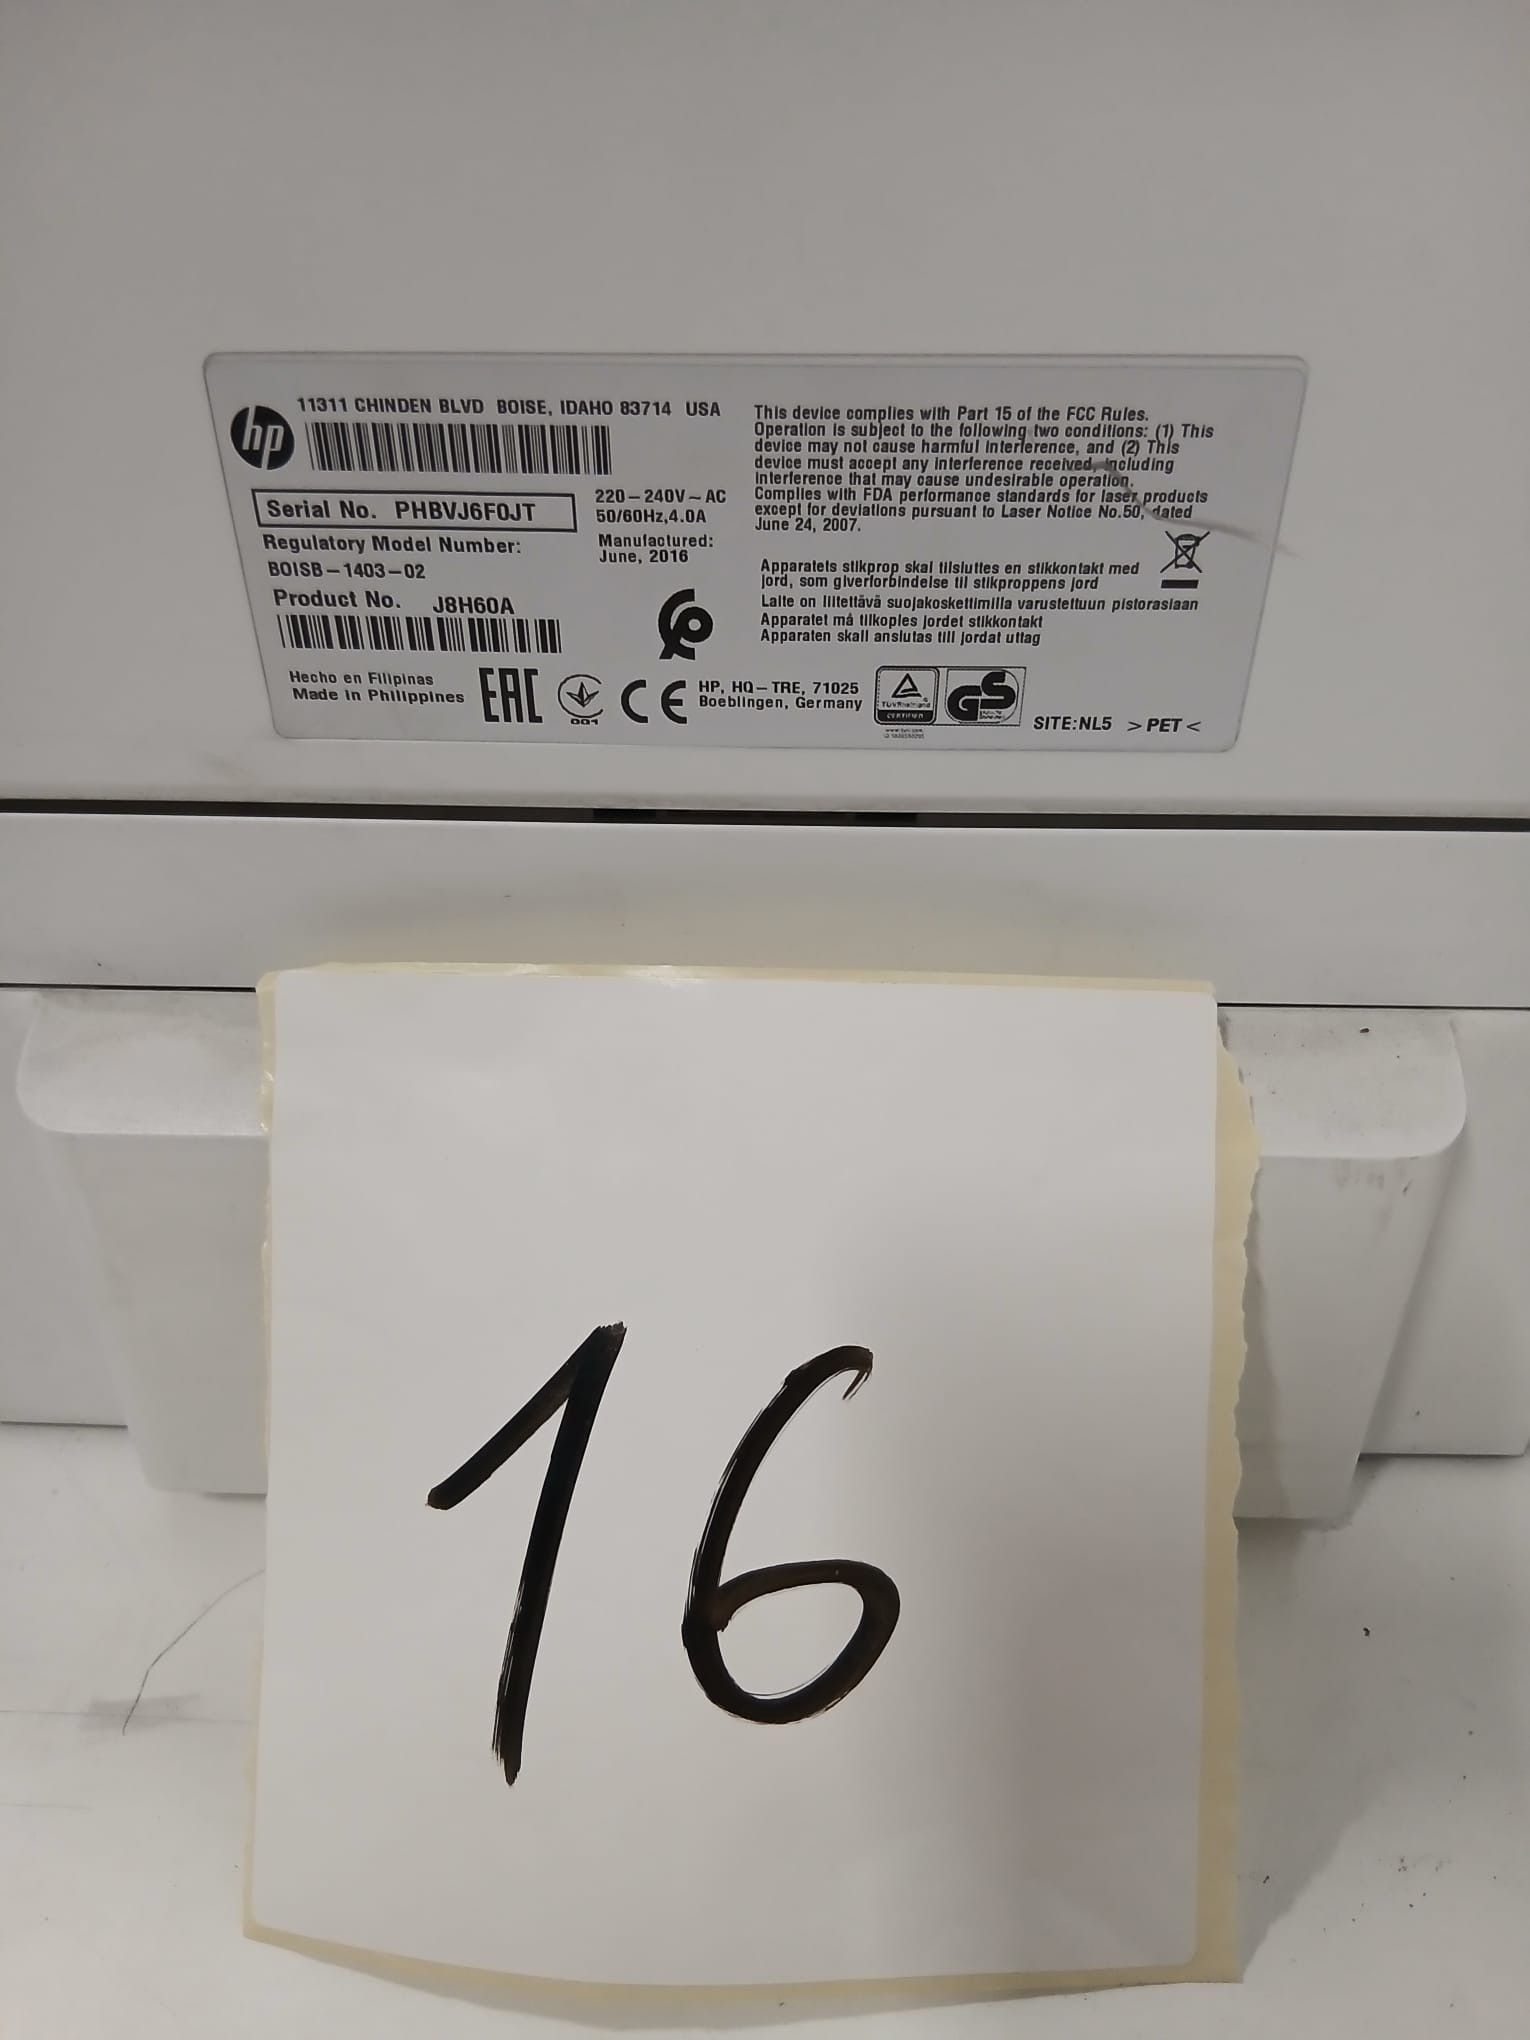 hp
11311 CHINDEN BLVD BOISE, IDAHO 83714 USA
Serial No. PHBVJ6F0JT
220-240V~AC
50/60Hz,4.0A
Regulatory Model Number:
BOISB-1403-02
Manufactured:
June, 2016
Product No. J8H60A
Hecho en Filipinas
Made in Philippines
EAC
001
CE
HP, HQ-TRE, 71025
Boeblingen, Germany
This device complies with Part 15 of the FCC Rules.
Operation is subject to the following two conditions: (1) This
device may not cause harmful interference, and (2) This
device must accept any interference received, including
interference that may cause undesirable operation.
Complies with FDA performance standards for laser products
except for deviations pursuant to Laser Notice No.50, dated
June 24, 2007.
Apparatets stikprop skal tilsluttes en stikkontakt med
jord, som giverforbindelse til stikproppens jord
Laite on liitettävä suojakoskettimilla varustettuun pistorasiaan
Apparatet må tilkoples jordet stikkontakt
Apparaten skall anslutas till jordat uttag
TÜVRheinland
CERTIFIED
GS
SITE:NL5 >PET<
16